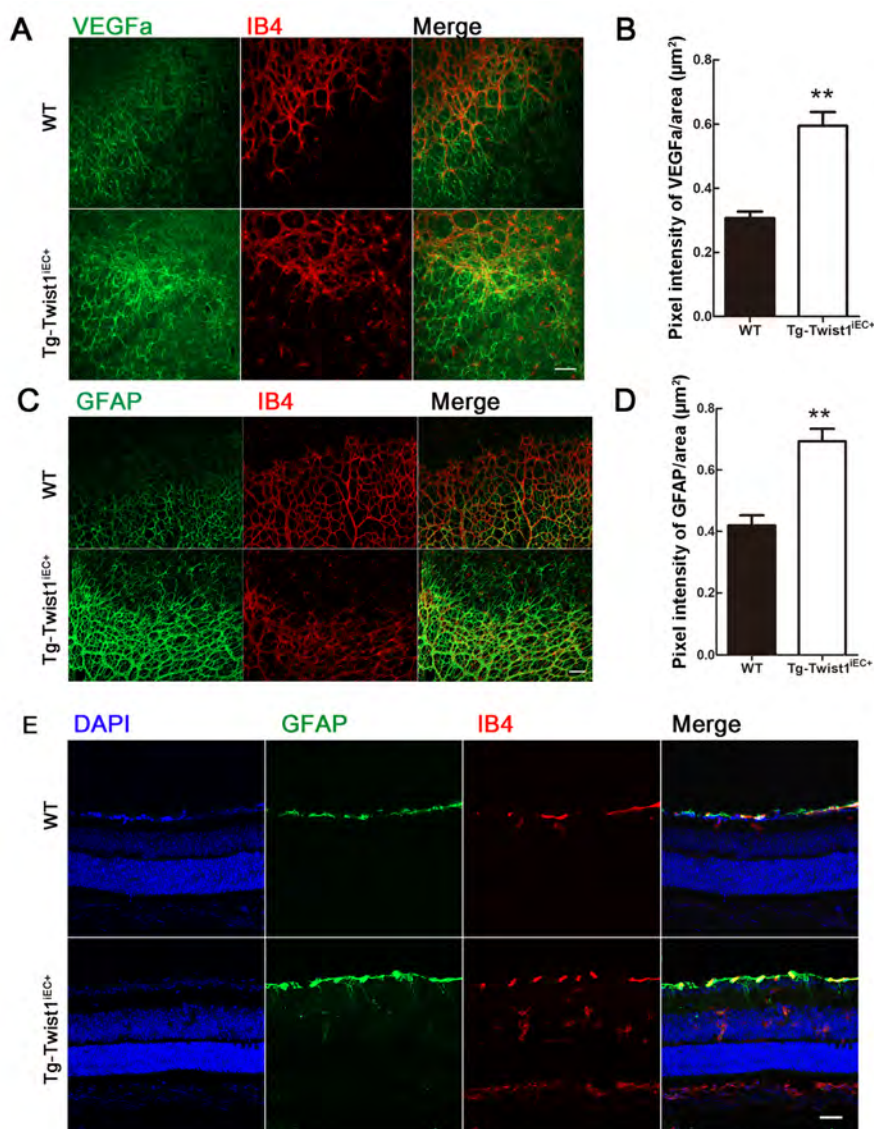 A
VEGFa IB4 Merge
WT
Tg-Twist1iEC+
B
Pixel intensity of VEGFa/area (μm²)
0.8
0.6
0.4
0.2
0.0
**
WT Tg-Twist1iEC+
C
GFAP IB4 Merge
WT
Tg-Twist1iEC+
D
Pixel intensity of GFAP/area (μm²)
0.8
0.6
0.4
0.2
0.0
**
WT Tg-Twist1iEC+
E
DAPI GFAP IB4 Merge
WT
Tg-Twist1iEC+